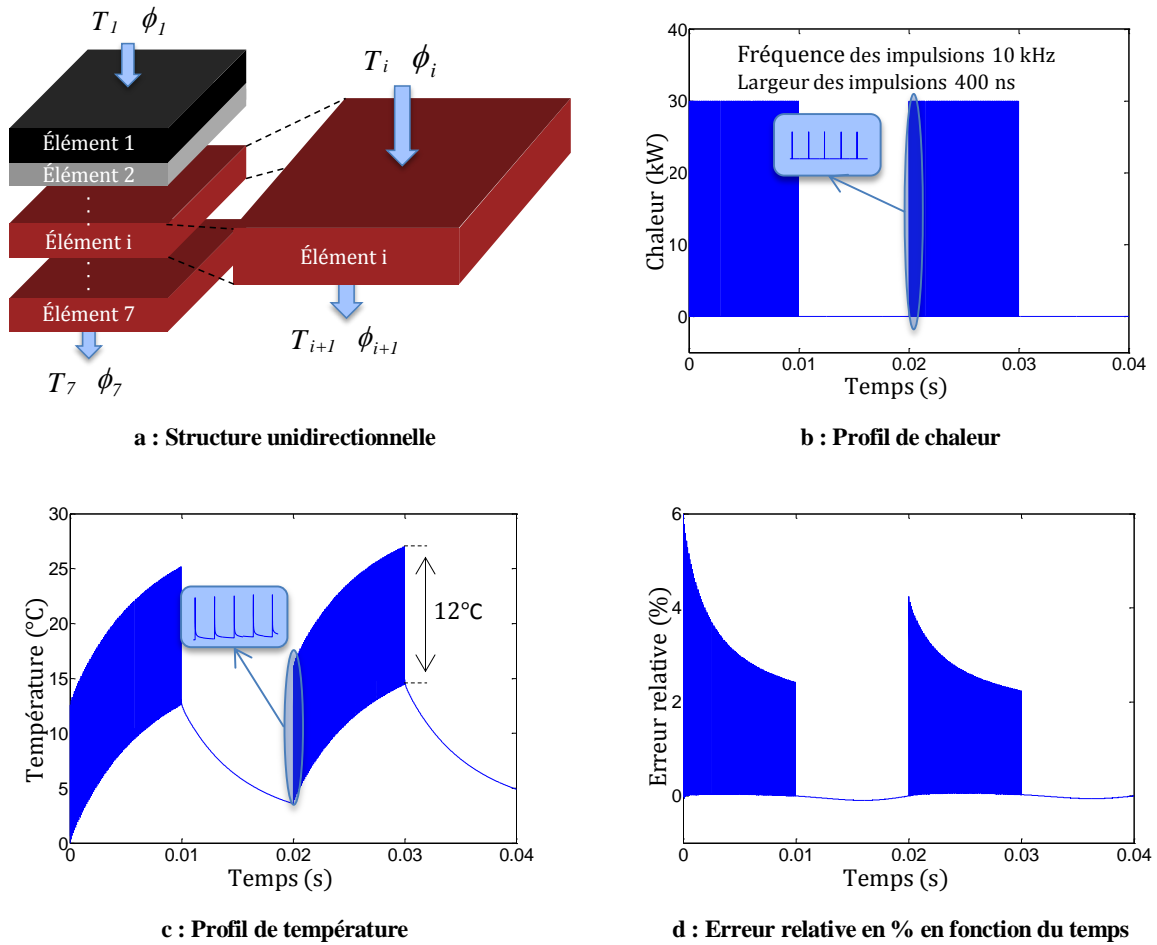 T1 ϕ1
Élément 1
Élément 2
Élément i
Élément 7
T7 ϕ7
Ti ϕi
Élément i
Ti+1 ϕi+1
a : Structure unidirectionnelle
Fréquence des impulsions 10 kHz
Largeur des impulsions 400 ns
Chaleur (kW)
40
30
20
10
0
0 0.01 0.02 0.03 0.04
Temps (s)
b : Profil de chaleur
Température (°C)
30
25
20
15
10
5
0
12°C
0 0.01 0.02 0.03 0.04
Temps (s)
c : Profil de température
Erreur relative (%)
6
4
2
0
0 0.01 0.02 0.03 0.04
Temps (s)
d : Erreur relative en % en fonction du temps